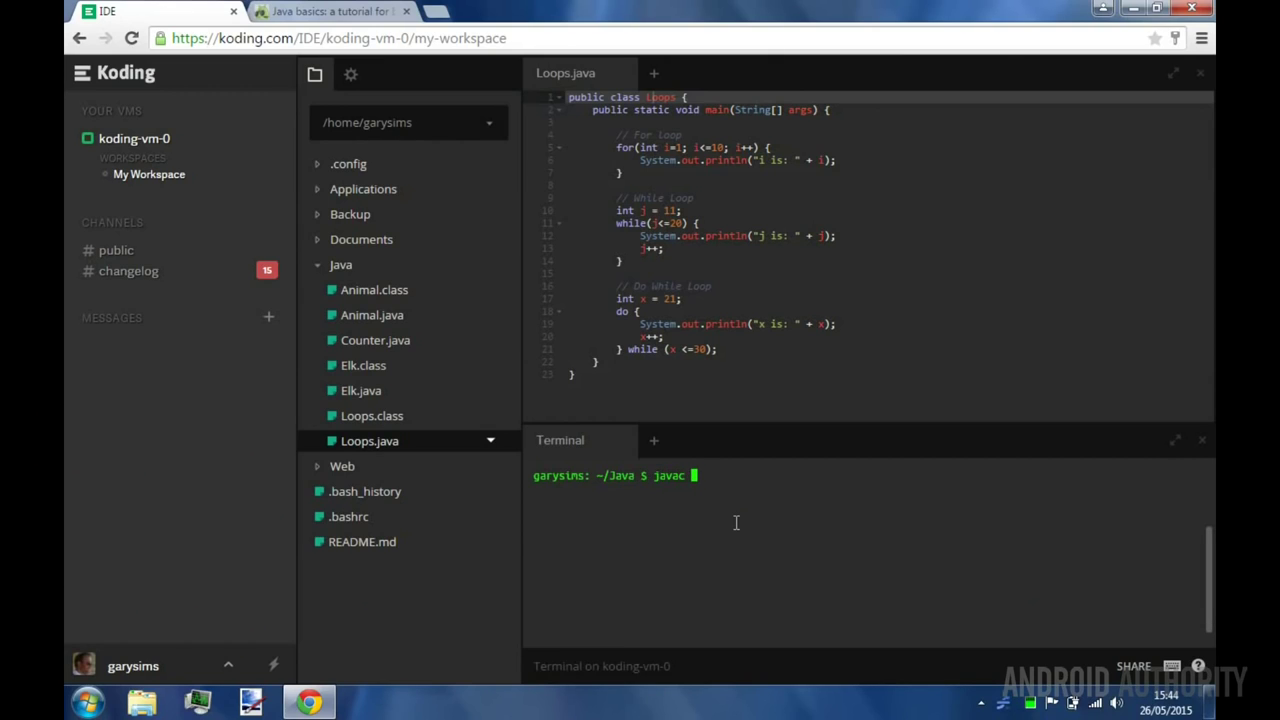 IDE
Java basics: a tutorial for
https://koding.com/IDE/koding-vm-0/my-workspace
Koding
YOUR VMS
koding-vm-0
WORKSPACES
My Workspace
CHANNELS
# public
# changelog
15
MESSAGES
garysims
/home/garysims
.config
Applications
Backup
Documents
Java
Animal.class
Animal.java
Counter.java
Elk.class
Elk.java
Loops.class
Loops.java
Web
.bash_history
.bashrc
README.md
Loops.java
1 public class Loops {
2 public static void main(String[] args) {
3
4 // For loop
5 for(int i=1; i<=10; i++) {
6 System.out.println("i is: " + i);
7 }
8
9 // While loop
10 int j = 11;
11 while(j<=20) {
12 System.out.println("j is: " + j);
13 j++;
14 }
15
16 // Do While Loop
17 int x = 21;
18 do {
19 System.out.println("x is: " + x);
20 x++;
21 } while (x <=30);
22 }
23 }
Terminal
garysims: ~/Java $ javac
Terminal on koding-vm-0
SHARE
ANDROID AUTHORITY
15:44
26/05/2015